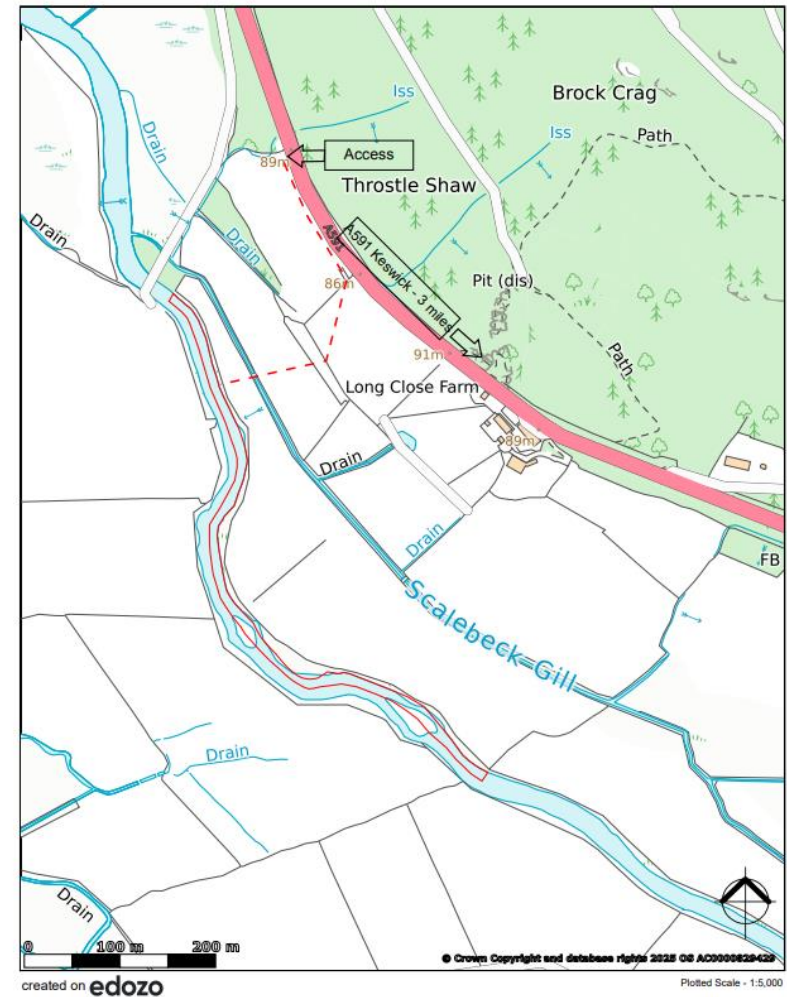 Iss
Brock Crag
Drain
Iss
Path
Access
89m
Throstle Shaw
Drain
Drain
A591
A591 Keswick - 3 miles
86m
Pit (dis)
91m
Path
Long Close Farm
89m
Drain
Drain
FB
Scalebeck Gill
Drain
Drain
0 100 m 200 m
© Crown Copyright and database rights 2025 OS AC0000829429
created on edozo
Plotted Scale - 1:5,000